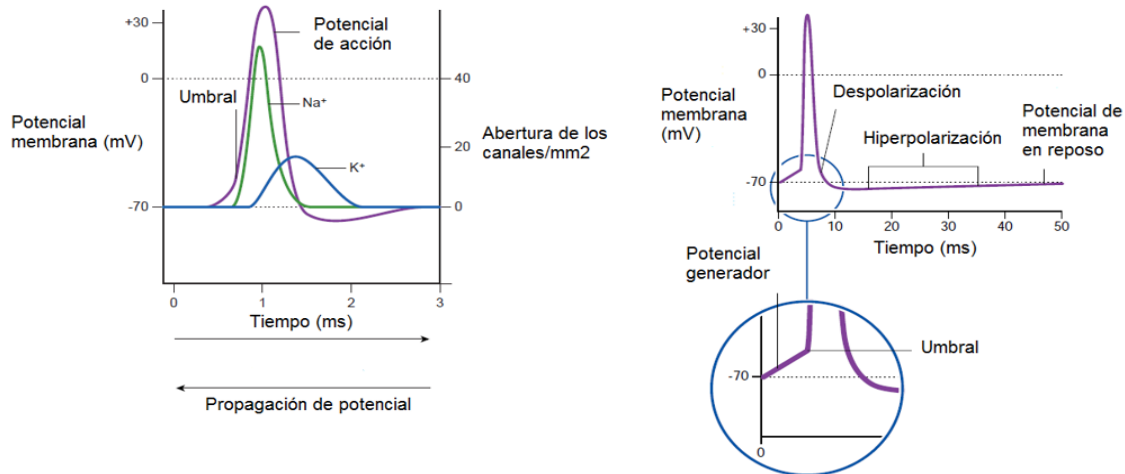 +30
0
-70
Potencial
membrana (mV)
Umbral
Potencial
de acción
Na⁺
K⁺
40
20
0
Abertura de los
canales/mm2
0
1
2
3
Tiempo (ms)
Propagación de potencial
+30
0
-70
Potencial
membrana
(mV)
Despolarización
Hiperpolarización
Potencial de
membrana
en reposo
0
10
20
30
40
50
Tiempo (ms)
Potencial
generador
Umbral
-70
0